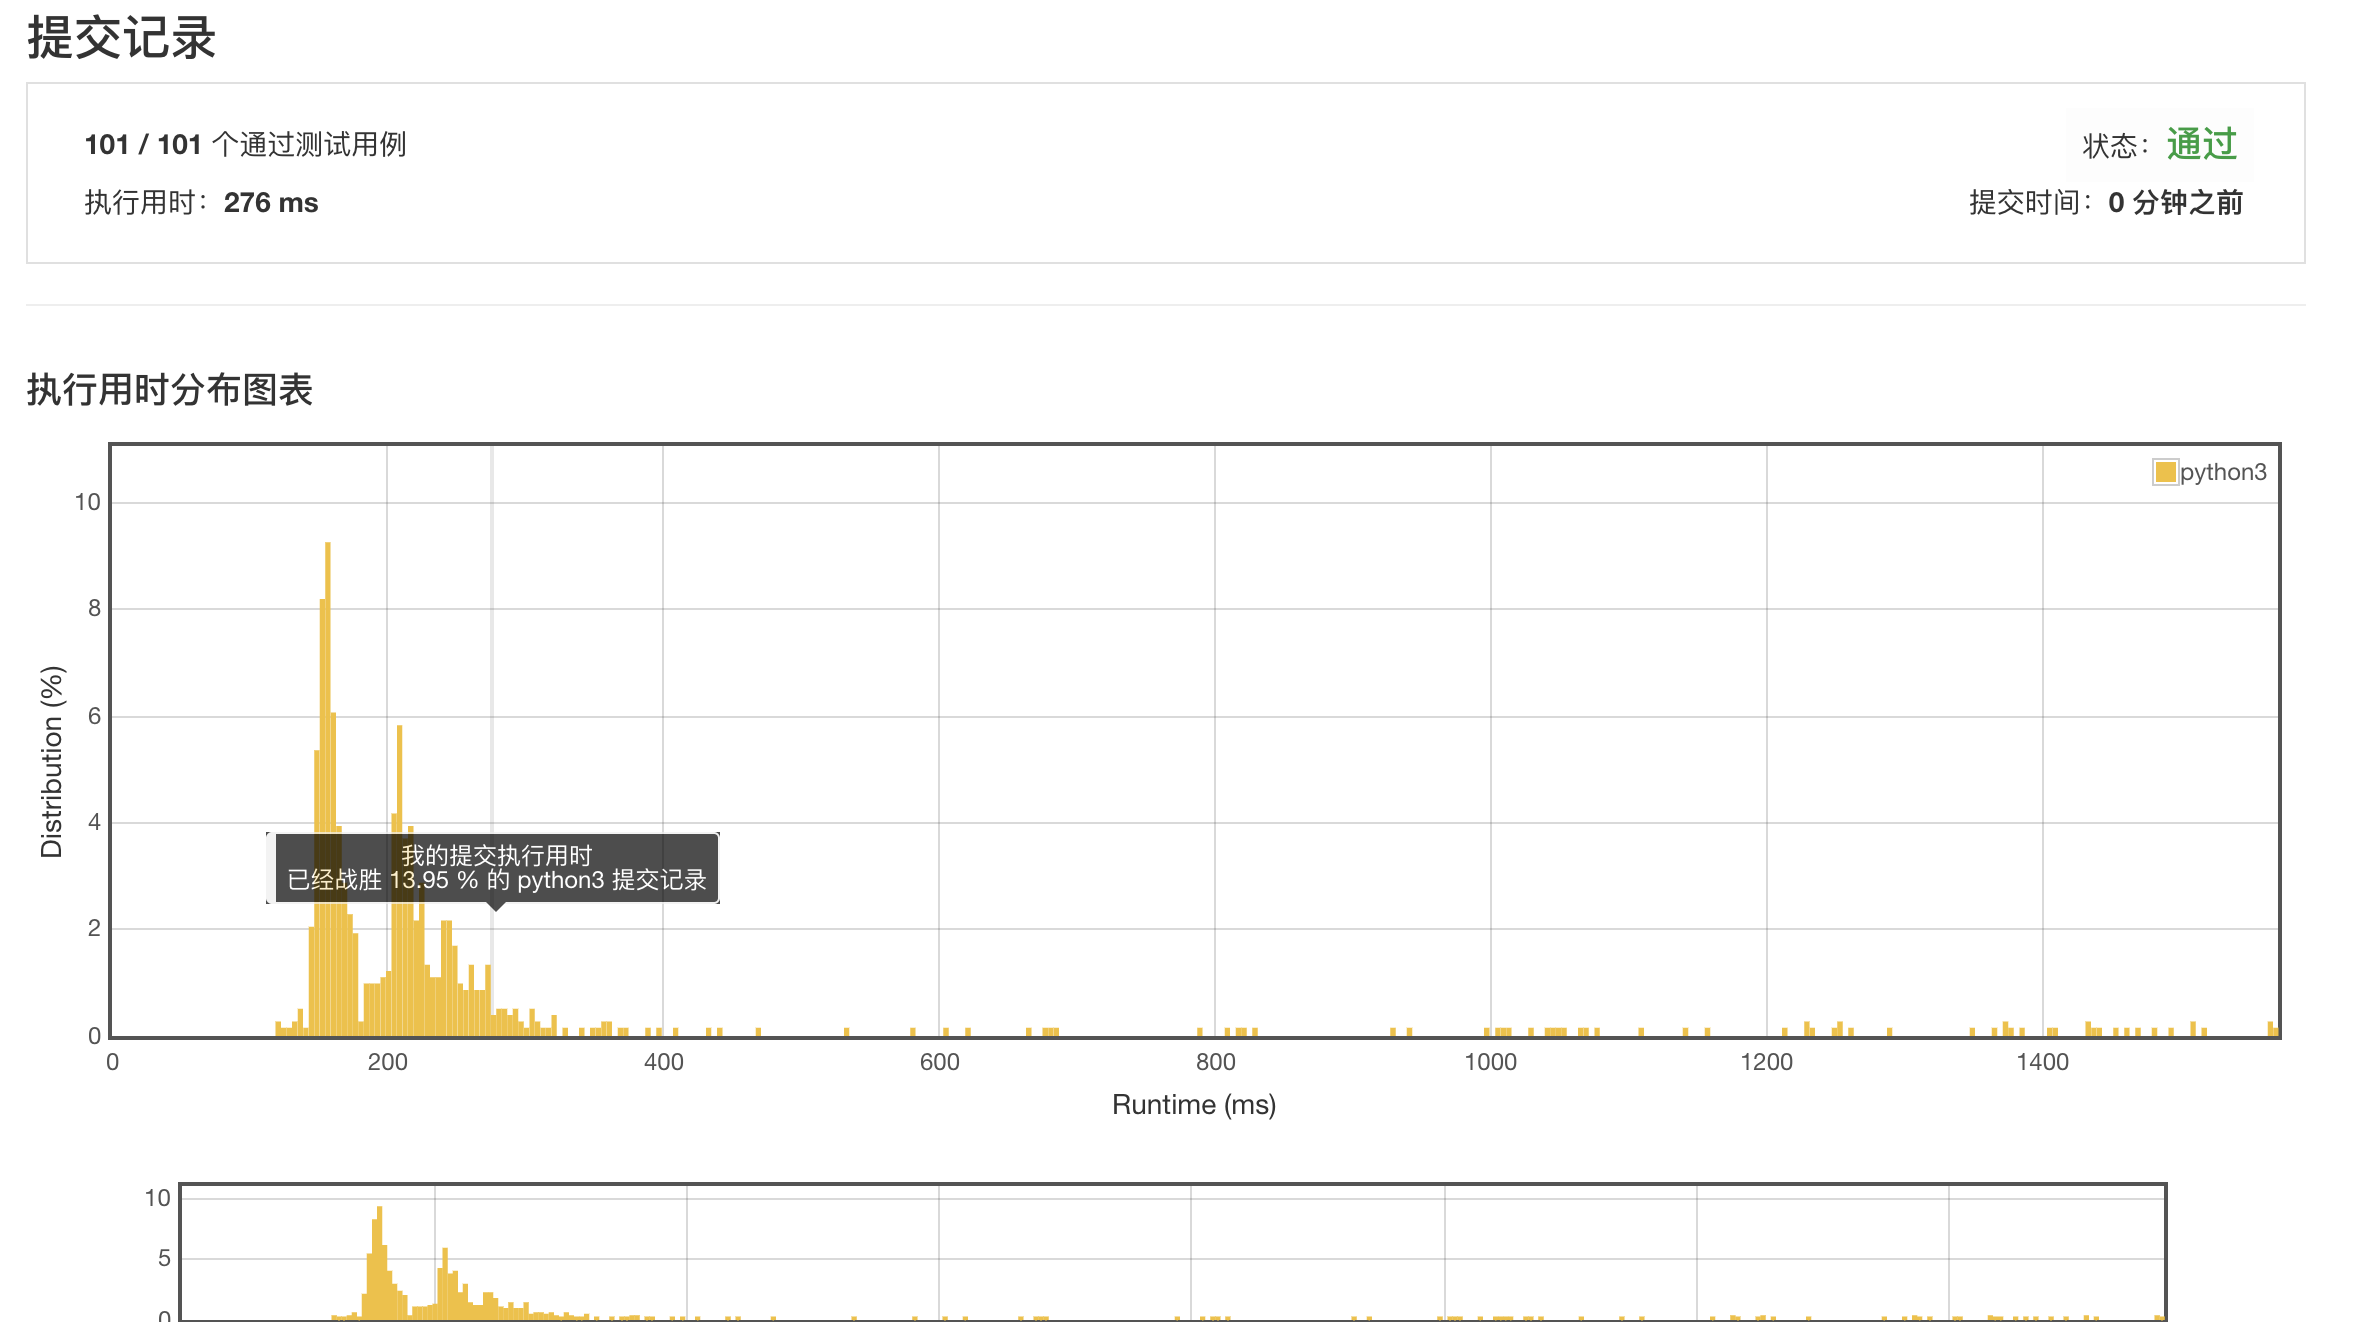 提交记录
101 / 101 个通过测试用例
状态： 通过
执行用时： 276 ms
提交时间： 0 分钟之前
执行用时分布图表
python3
10
8
6
4
2
0
Distribution (%)
我的提交执行用时
已经战胜 13.95 % 的 python3 提交记录
0 200 400 600 800 1000 1200 1400
Runtime (ms)
10
5
0